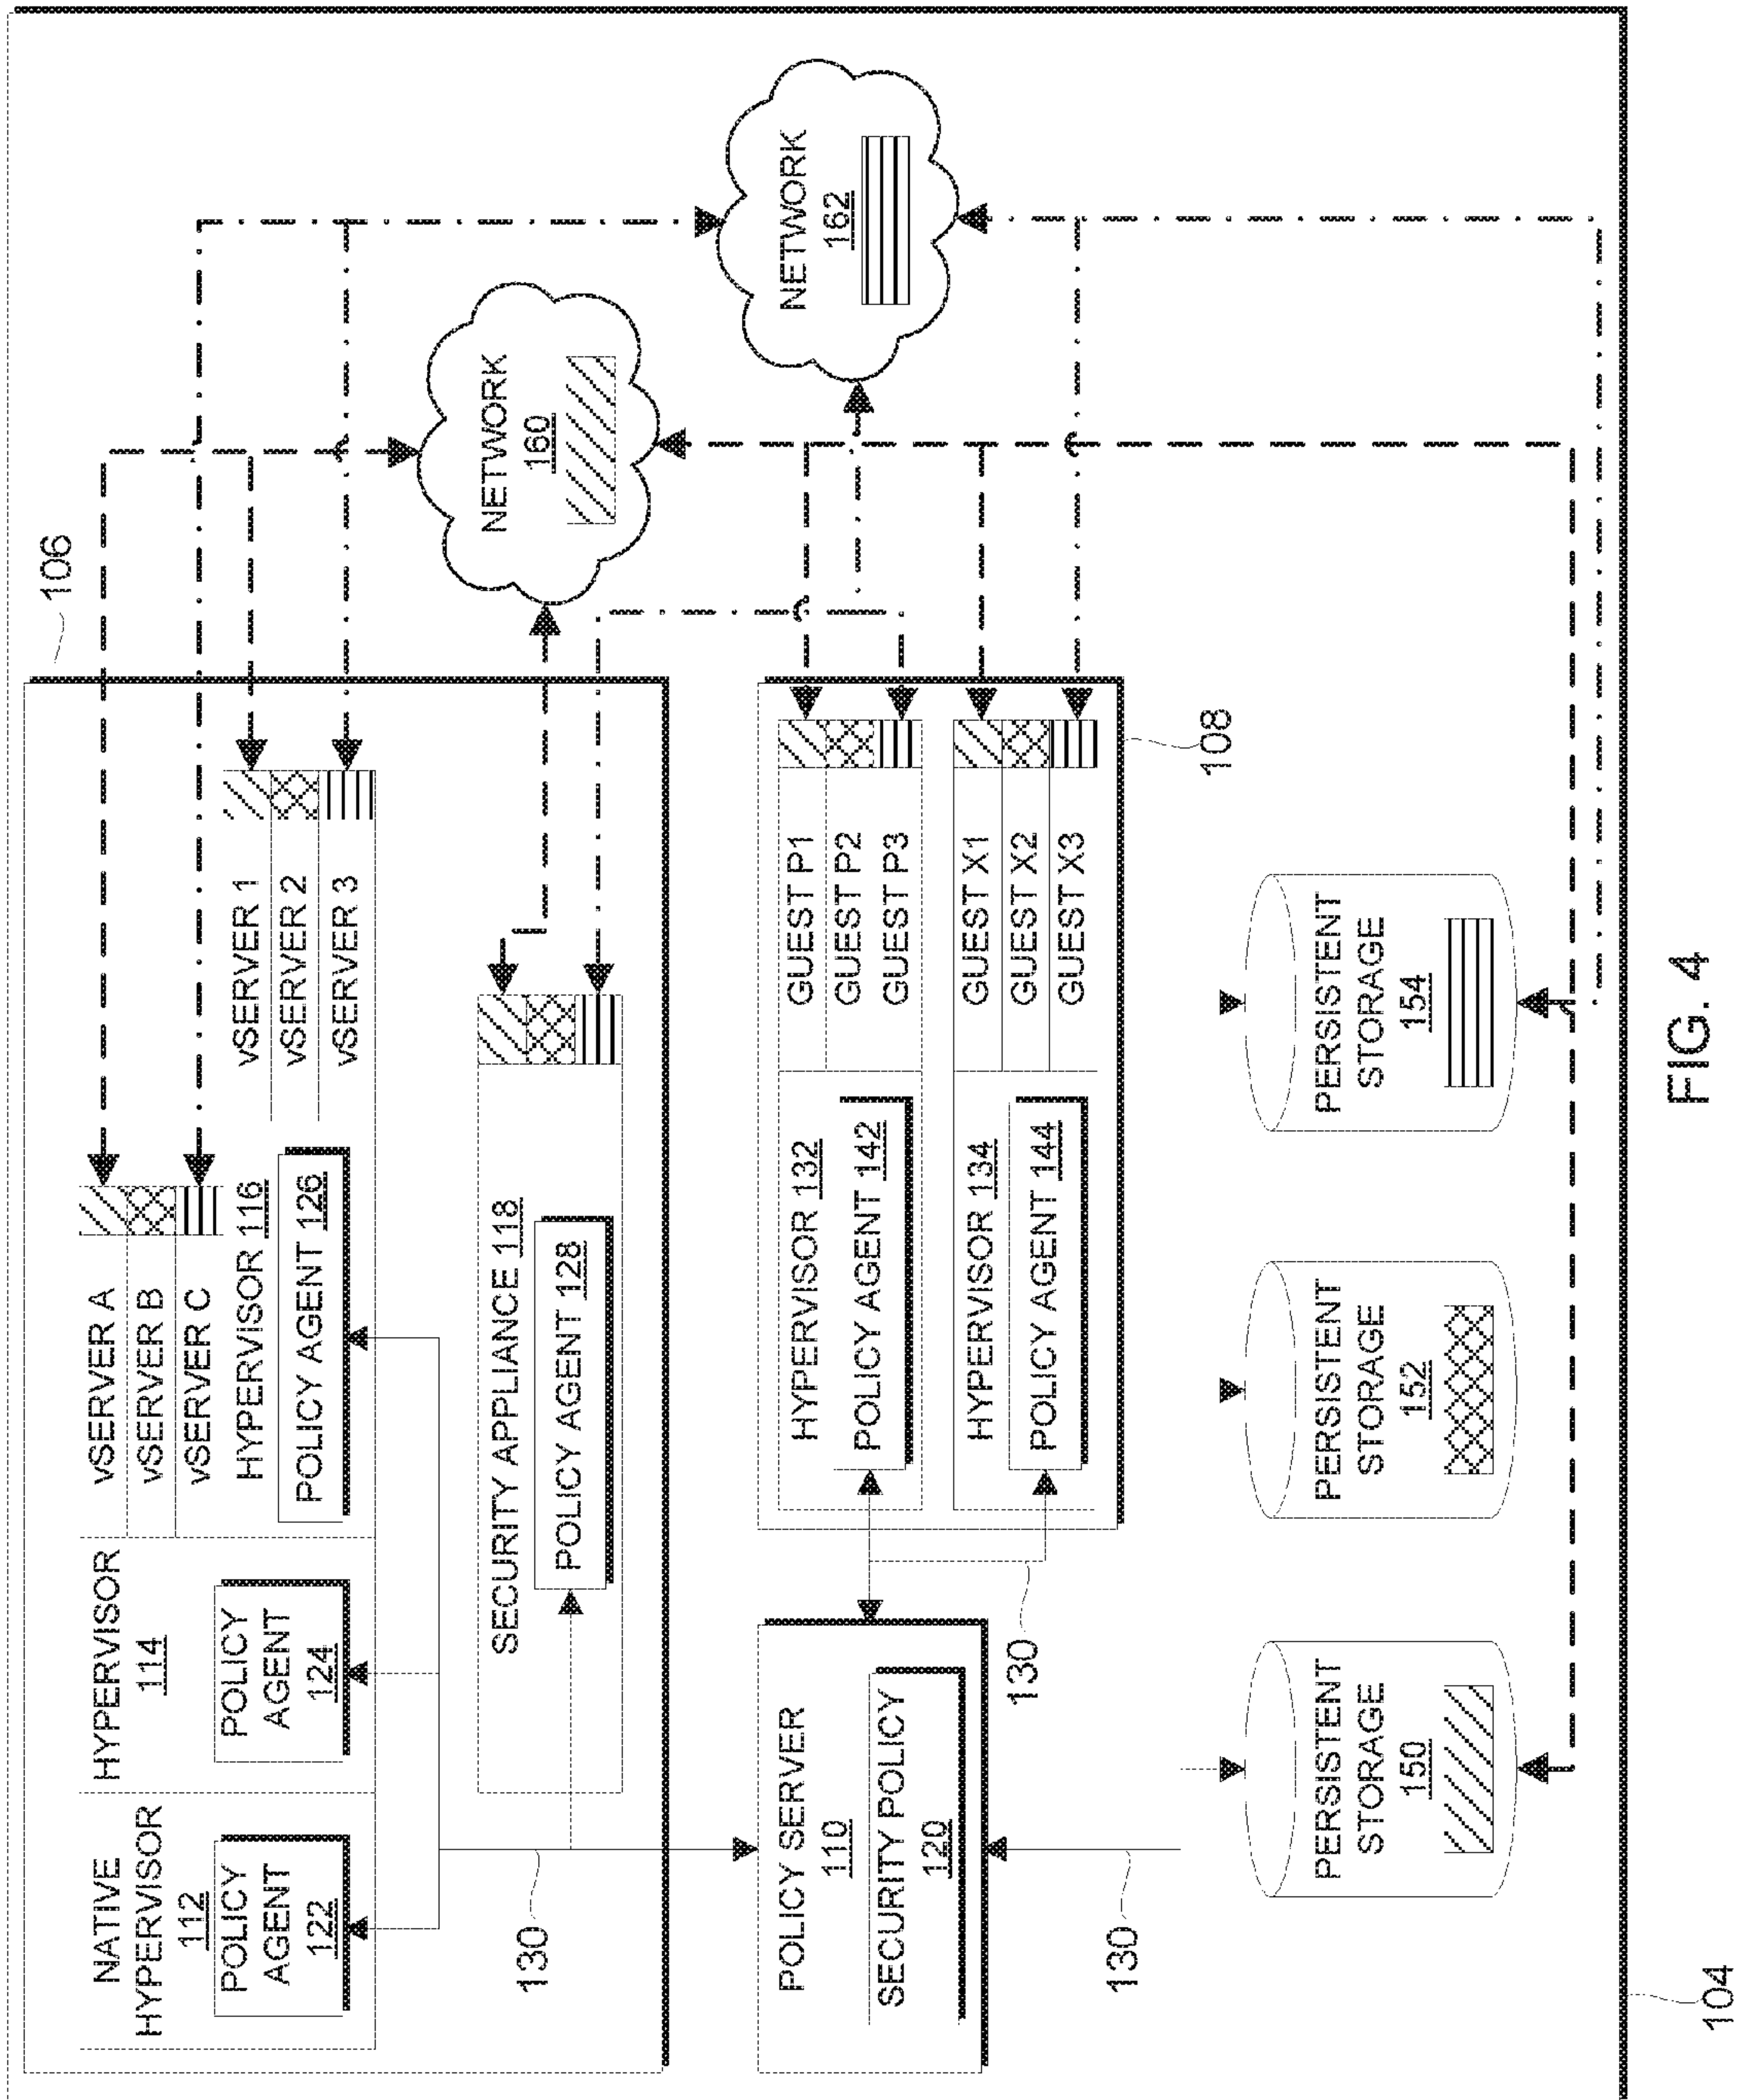 106
NATIVE
HYPERVISOR
112
POLICY
AGENT
122
HYPERVISOR
114
POLICY
AGENT
124
vSERVER A
vSERVER B
vSERVER C
HYPERVISOR 116
POLICY AGENT 126
vSERVER 1
vSERVER 2
vSERVER 3
SECURITY APPLIANCE 118
POLICY AGENT 128
130
NETWORK
160
NETWORK
162
POLICY SERVER
110
SECURITY POLICY
120
130
130
HYPERVISOR 132
POLICY AGENT 142
GUEST P1
GUEST P2
GUEST P3
HYPERVISOR 134
POLICY AGENT 144
GUEST X1
GUEST X2
GUEST X3
108
PERSISTENT
STORAGE
150
PERSISTENT
STORAGE
152
PERSISTENT
STORAGE
154
104
FIG. 4